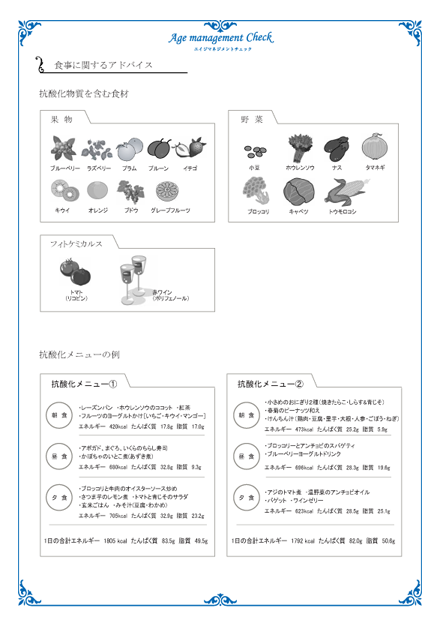 Age management Check
エイジマネジメントチェック
食事に関するアドバイス
抗酸化物質を含む食材
果 物
ブルーベリー ラズベリー プラム プルーン イチゴ
キウイ オレンジ ブドウ グレープフルーツ
野 菜
小豆 ホウレンソウ ナス タマネギ
ブロッコリ キャベツ トウモロコシ
フィトケミカルス
トマト
(リコピン)
赤ワイン
(ポリフェノール)
抗酸化メニューの例
抗酸化メニュー①
朝 食
・レーズンパン ・ホウレンソウのココット ・紅茶
・フルーツのヨーグルトかけ[いちご・キウイ・マンゴー]
エネルギー 420kcal たんぱく質 17.6g 脂質 17.0g
昼 食
・アボガド、まぐろ、いくらのちらし寿司
・かぼちゃのいとこ煮(あずき煮)
エネルギー 680kcal たんぱく質 32.6g 脂質 9.3g
夕 食
・ブロッコリと牛肉のオイスターソース炒め
・さつま芋のレモン煮 ・トマトと青じそのサラダ
・玄米ごはん ・みそ汁(豆腐・わかめ)
エネルギー 705kcal たんぱく質 32.9g 脂質 23.2g
1日の合計エネルギー 1805 kcal たんぱく質 83.5g 脂質 49.5g
抗酸化メニュー②
朝 食
・小さめのおにぎり2種(焼きたらこ・しらす&青じそ)
・春菊のピーナッツ和え
・けんちん汁(鶏肉・豆腐・里芋・大根・人参・ごぼう・ねぎ)
エネルギー 473kcal たんぱく質 25.2g 脂質 5.9g
昼 食
・ブロッコリーとアンチョビのスパゲティ
・ブルーベリーヨーグルトドリンク
エネルギー 696kcal たんぱく質 28.3g 脂質 19.6g
夕 食
・アジのトマト煮 ・温野菜のアンチョビオイル
・バゲット ・ワインゼリー
エネルギー 623kcal たんぱく質 28.5g 脂質 25.1g
1日の合計エネルギー 1792 kcal たんぱく質 82.0g 脂質 50.6g